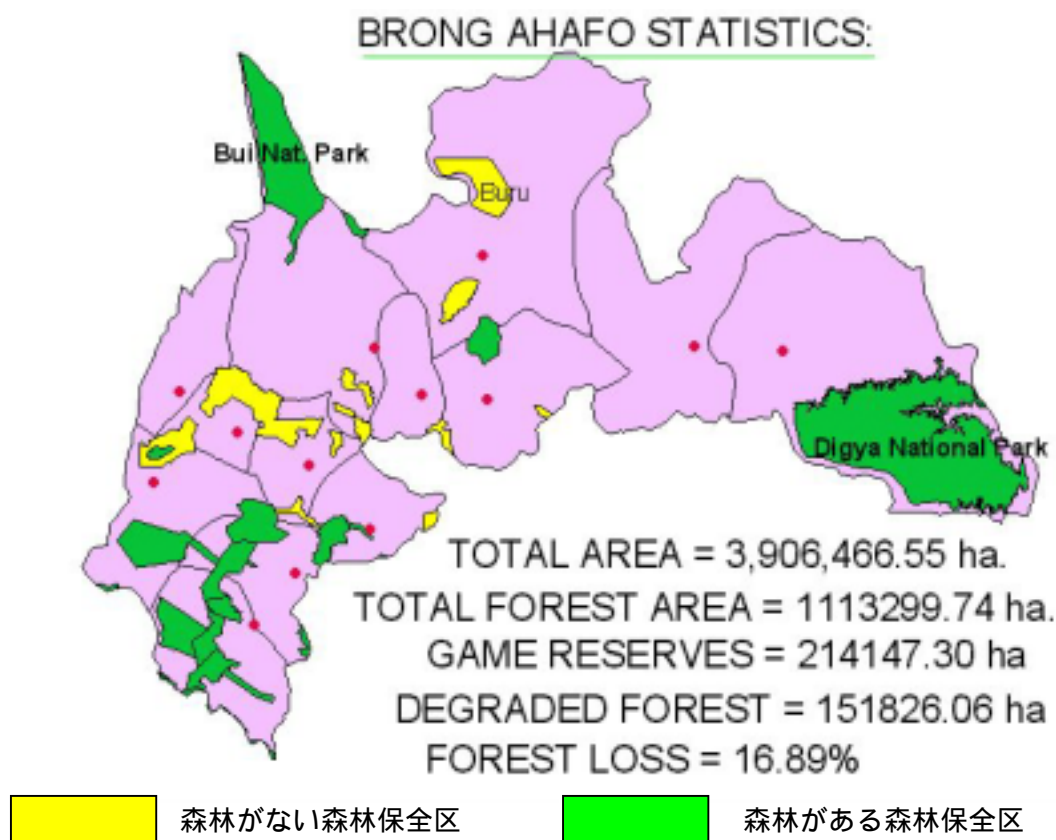 BRONG AHAFO STATISTICS:
Bui Nat. Park
Buru
Digya National Park
TOTAL AREA = 3,906,466.55 ha.
TOTAL FOREST AREA = 1113299.74 ha.
GAME RESERVES = 214147.30 ha
DEGRADED FOREST = 151826.06 ha
FOREST LOSS = 16.89%
森林がない森林保全区
森林がある森林保全区